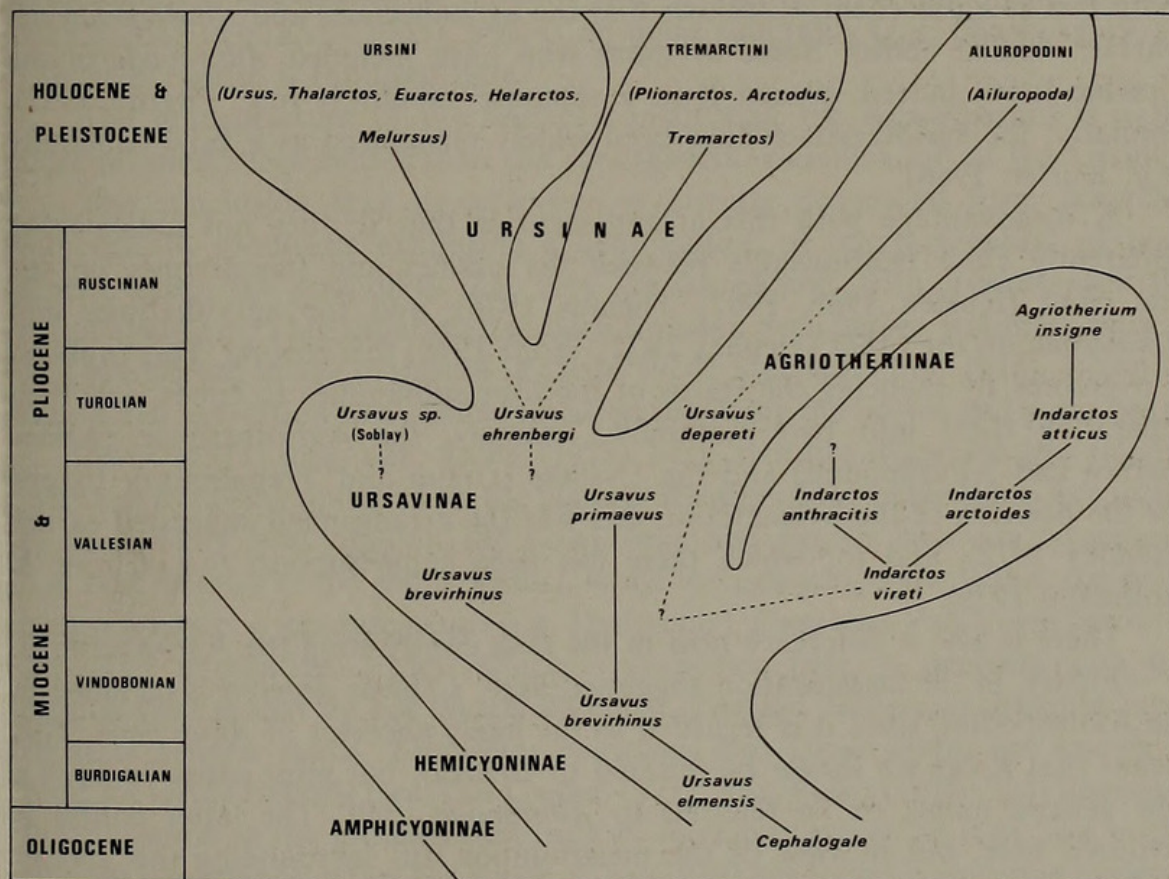 HOLOCENE &
PLEISTOCENE
MIOCENE & PLIOCENE
RUSCINIAN
TUROLIAN
VALLESIAN
VINDOBONIAN
BURDIGALIAN
OLIGOCENE
URSINI
(Ursus, Thalarctos, Euarctos, Helarctos,
Melursus)
TREMARCTINI
(Plionarctos, Arctodus,
Tremarctos)
AILUROPODINI
(Ailuropoda)
URSINAE
AGRIOTHERIINAE
Agriotherium
insigne
Ursavus sp.
(Soblay)
?
Ursavus
ehrenbergi
?
'Ursavus'
depereti
Indarctos
atticus
URSAVINAE
Ursavus
primaevus
?
Indarctos
anthracitis
Indarctos
arctoides
Ursavus
brevirhinus
?
Indarctos
vireti
Ursavus
brevirhinus
HEMICYONINAE
Ursavus
elmensis
AMPHICYONINAE
Cephalogale